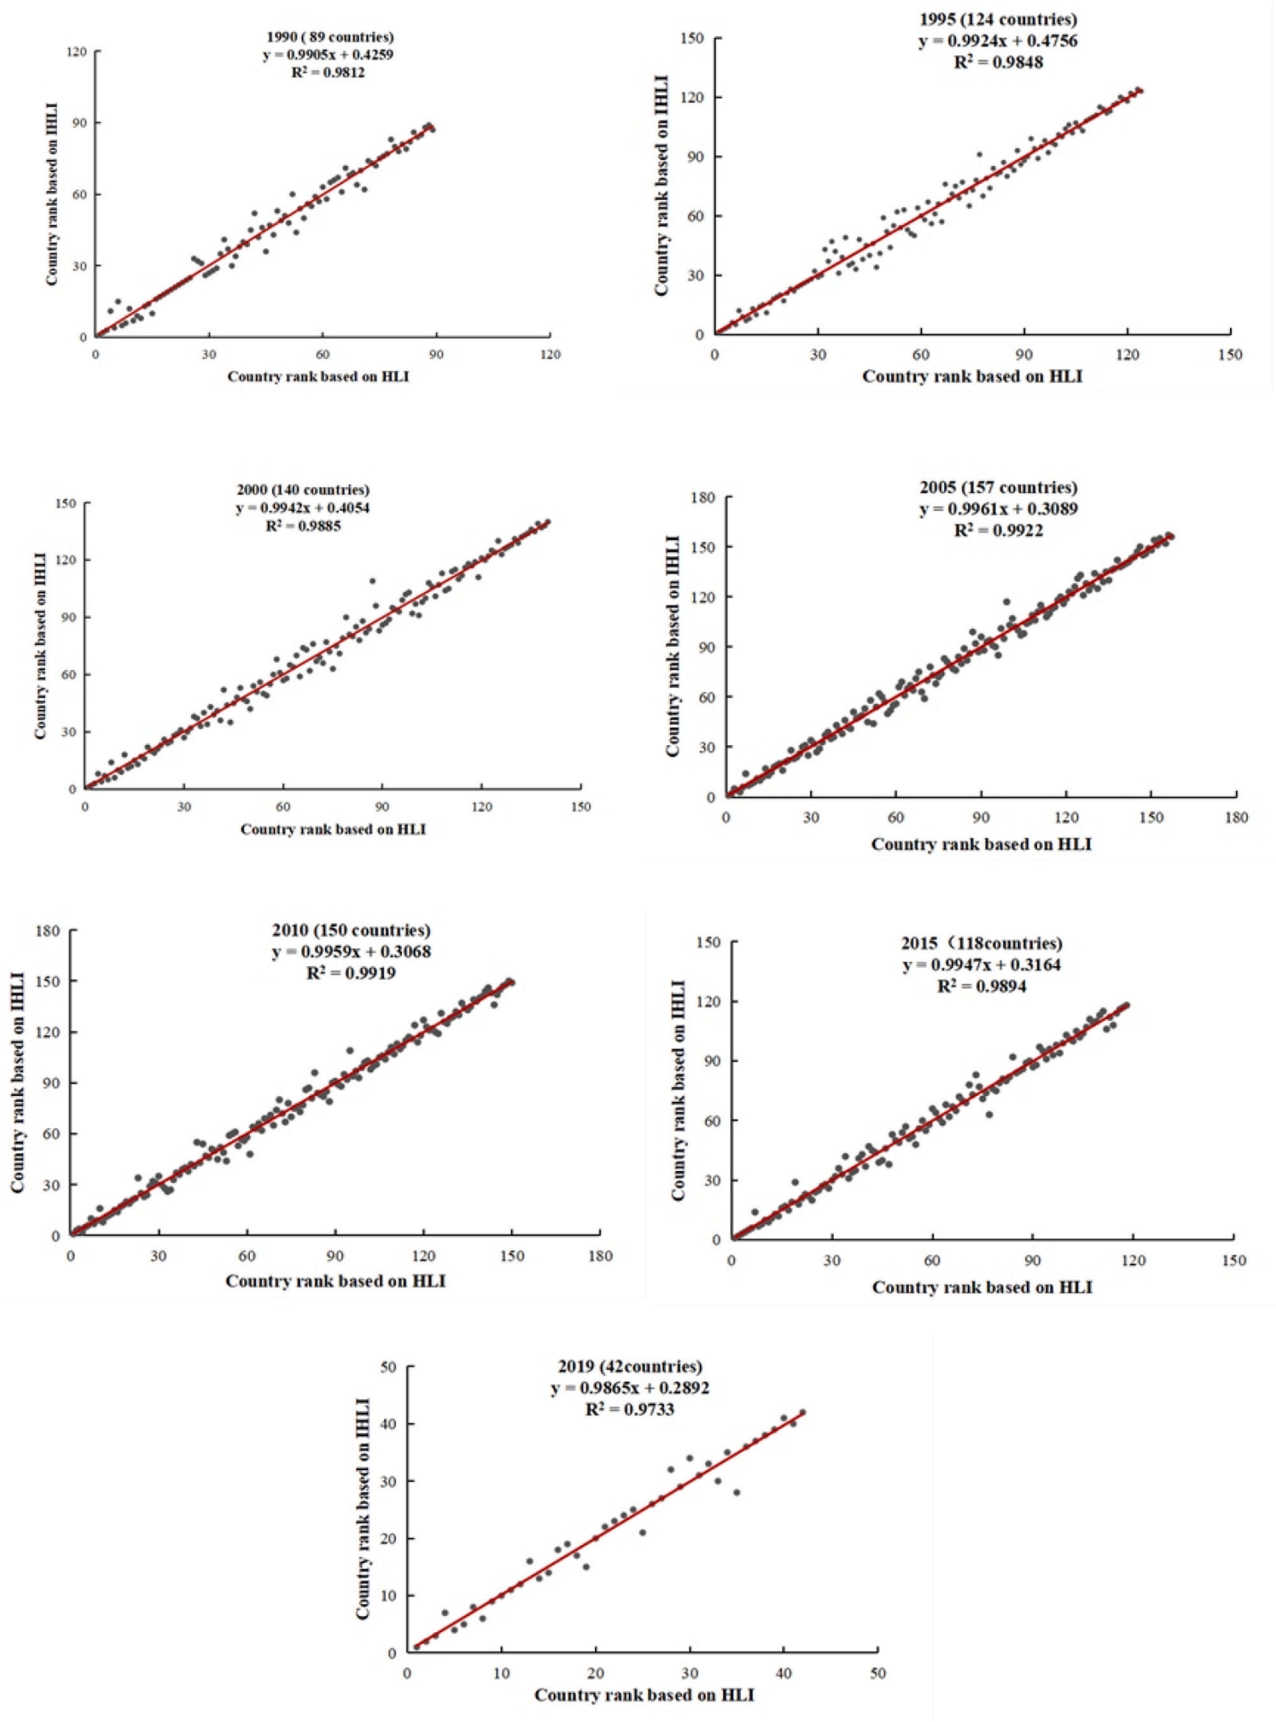 1990 ( 89 countries)
y = 0.9905x + 0.4259
R² = 0.9812
120
90
60
30
0
0 30 60 90 120
Country rank based on IHLI
Country rank based on HLI
1995 (124 countries)
y = 0.9924x + 0.4756
R² = 0.9848
150
120
90
60
30
0
0 30 60 90 120 150
Country rank based on IHLI
Country rank based on HLI
2000 (140 countries)
y = 0.9942x + 0.4054
R² = 0.9885
150
120
90
60
30
0
0 30 60 90 120 150
Country rank based on IHLI
Country rank based on HLI
2005 (157 countries)
y = 0.9961x + 0.3089
R² = 0.9922
180
150
120
90
60
30
0
0 30 60 90 120 150 180
Country rank based on IHLI
Country rank based on HLI
2010 (150 countries)
y = 0.9959x + 0.3068
R² = 0.9919
180
150
120
90
60
30
0
0 30 60 90 120 150 180
Country rank based on IHLI
Country rank based on HLI
2015（118countries)
y = 0.9947x + 0.3164
R² = 0.9894
150
120
90
60
30
0
0 30 60 90 120 150
Country rank based on IHLI
Country rank based on HLI
2019 (42countries)
y = 0.9865x + 0.2892
R² = 0.9733
50
40
30
20
10
0
0 10 20 30 40 50
Country rank based on IHLI
Country rank based on HLI